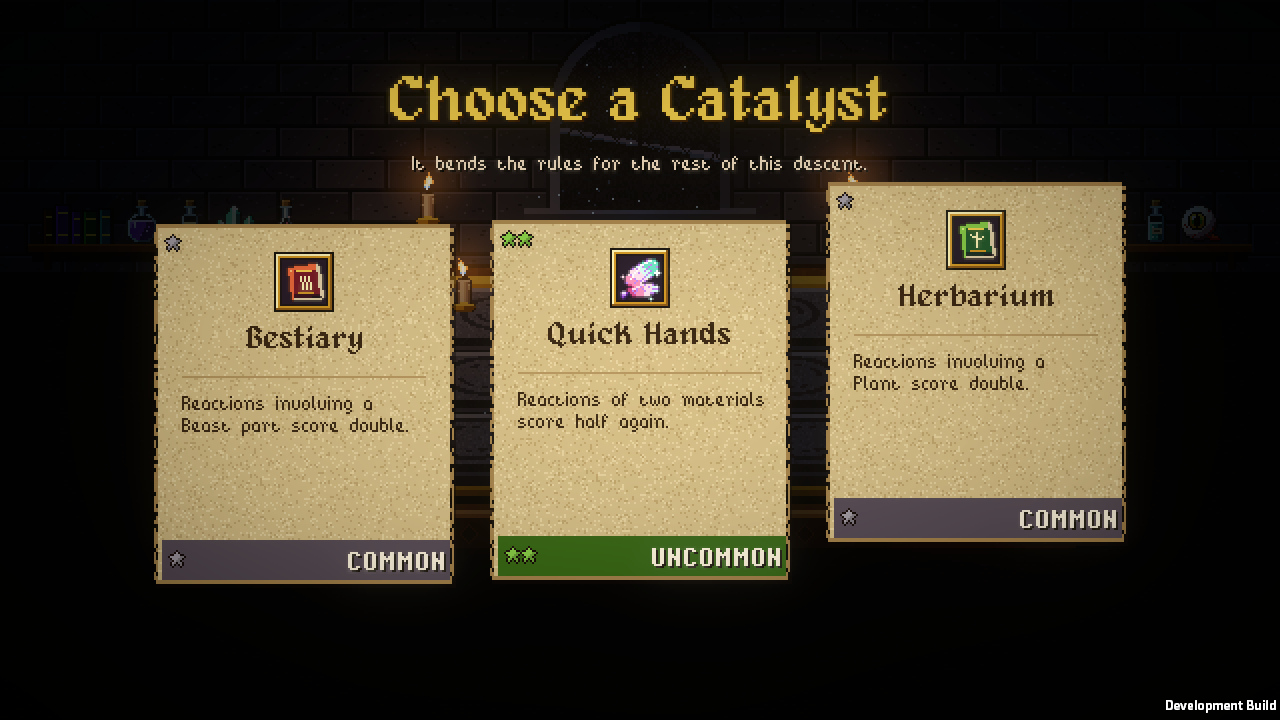 Choose a Catalyst
It bends the rules for the rest of this descent.
Bestiary
Reactions involving a
Beast part score double.
COMMON
Quick Hands
Reactions of two materials
score half again.
UNCOMMON
Herbarium
Reactions involving a
Plant score double.
COMMON
Development Build